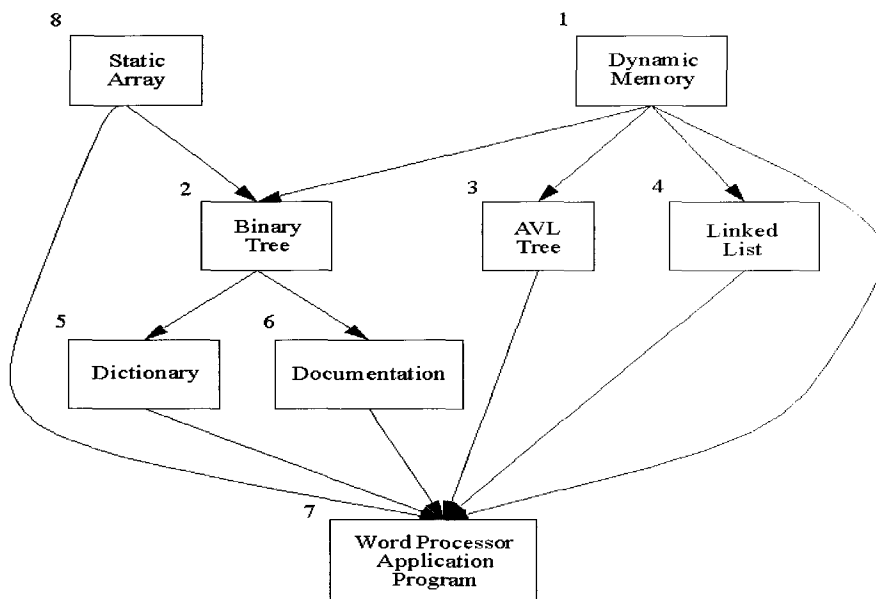 8
Static
Array
1
Dynamic
Memory
2
Binary
Tree
3
AVL
Tree
4
Linked
List
5
Dictionary
6
Documentation
7
Word Processor
Application
Program